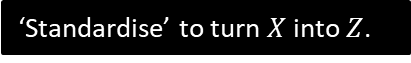 ‘Standardise’ to turn X into Z.